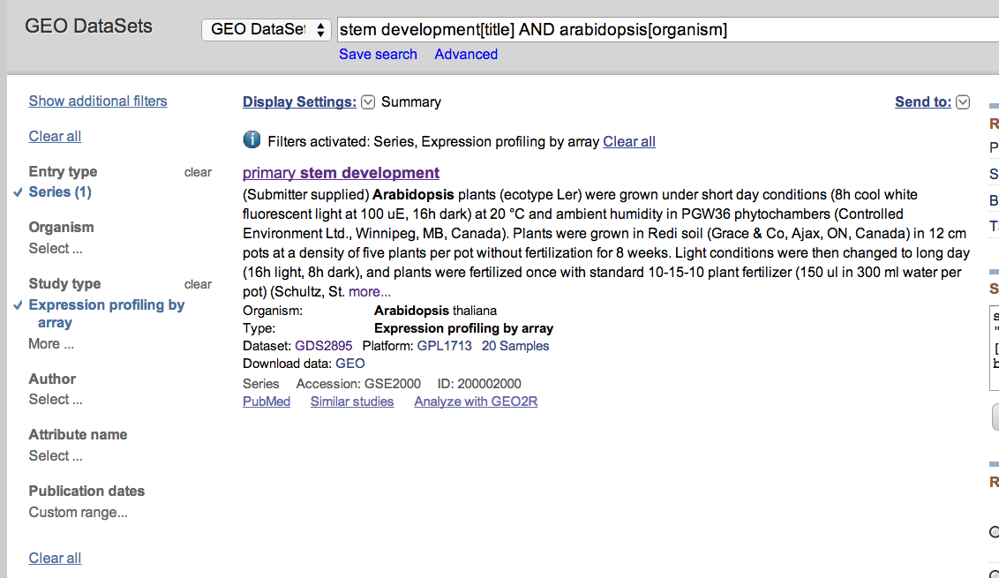 GEO DataSets
GEO DataSet
stem development[title] AND arabidopsis[organism]
Save search Advanced
Show additional filters
Clear all
Entry type clear
Series (1)
Organism
Select ...
Study type clear
Expression profiling by
array
More ...
Author
Select ...
Attribute name
Select ...
Publication dates
Custom range...
Clear all
Display Settings: Summary
Send to:
Filters activated: Series, Expression profiling by array Clear all
primary stem development
(Submitter supplied) Arabidopsis plants (ecotype Ler) were grown under short day conditions (8h cool white
fluorescent light at 100 uE, 16h dark) at 20 °C and ambient humidity in PGW36 phytochambers (Controlled
Environment Ltd., Winnipeg, MB, Canada). Plants were grown in Redi soil (Grace & Co, Ajax, ON, Canada) in 12 cm
pots at a density of five plants per pot without fertilization for 8 weeks. Light conditions were then changed to long day
(16h light, 8h dark), and plants were fertilized once with standard 10-15-10 plant fertilizer (150 ul in 300 ml water per
pot) (Schultz, St. more...
Organism: Arabidopsis thaliana
Type: Expression profiling by array
Dataset: GDS2895 Platform: GPL1713 20 Samples
Download data: GEO
Series Accession: GSE2000 ID: 200002000
PubMed Similar studies Analyze with GEO2R